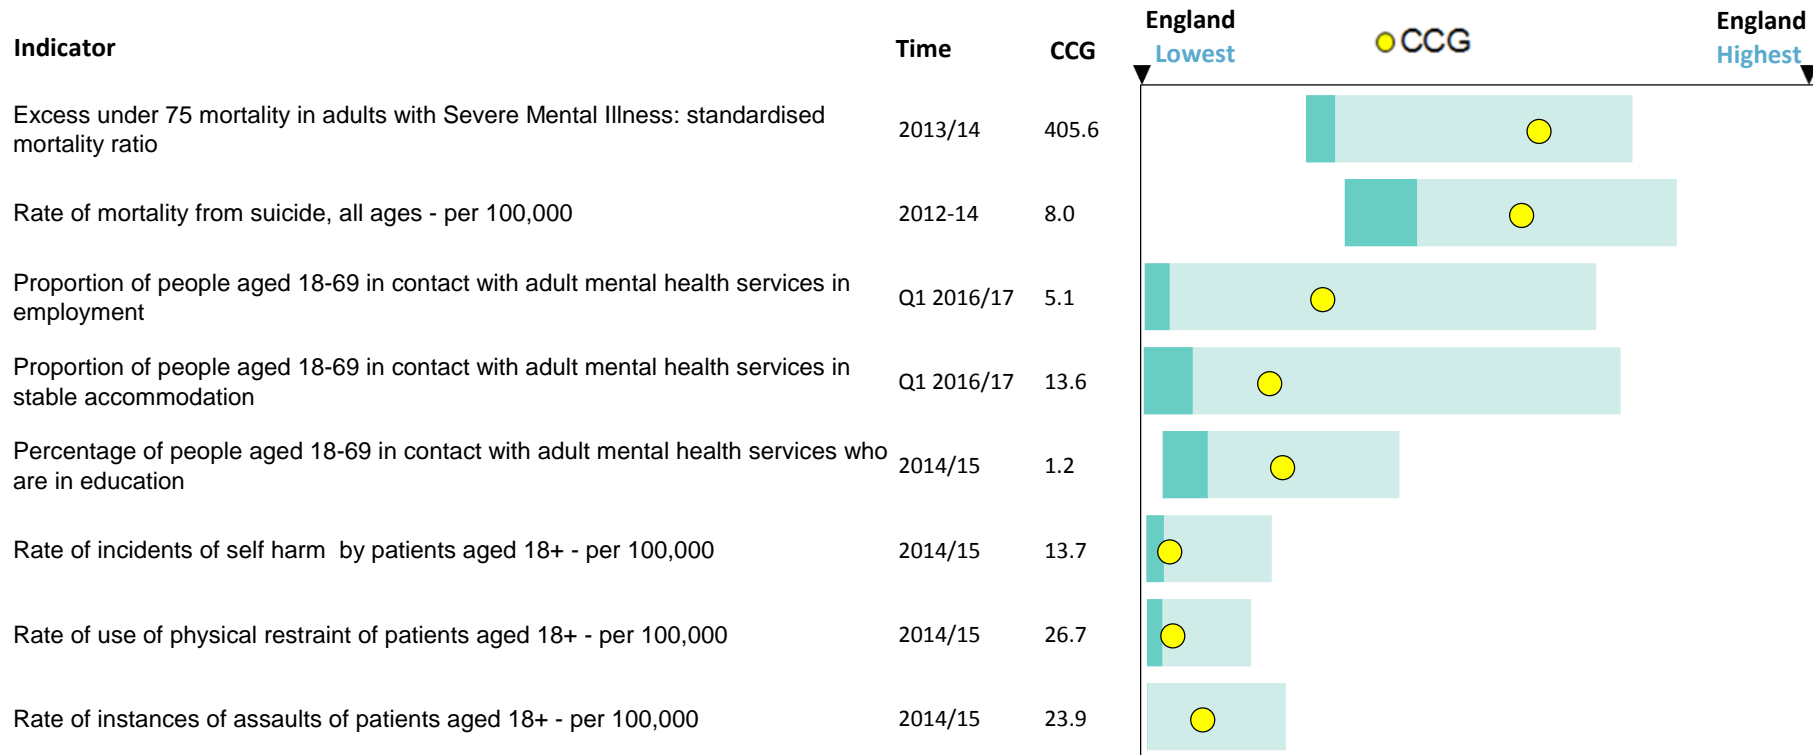 Indicator Time CCG England Lowest CCG England Highest
Excess under 75 mortality in adults with Severe Mental Illness: standardised
mortality ratio 2013/14 405.6
Rate of mortality from suicide, all ages - per 100,000 2012-14 8.0
Proportion of people aged 18-69 in contact with adult mental health services in
employment Q1 2016/17 5.1
Proportion of people aged 18-69 in contact with adult mental health services in
stable accommodation Q1 2016/17 13.6
Percentage of people aged 18-69 in contact with adult mental health services who
are in education 2014/15 1.2
Rate of incidents of self harm  by patients aged 18+ - per 100,000 2014/15 13.7
Rate of use of physical restraint of patients aged 18+ - per 100,000 2014/15 26.7
Rate of instances of assaults of patients aged 18+ - per 100,000 2014/15 23.9